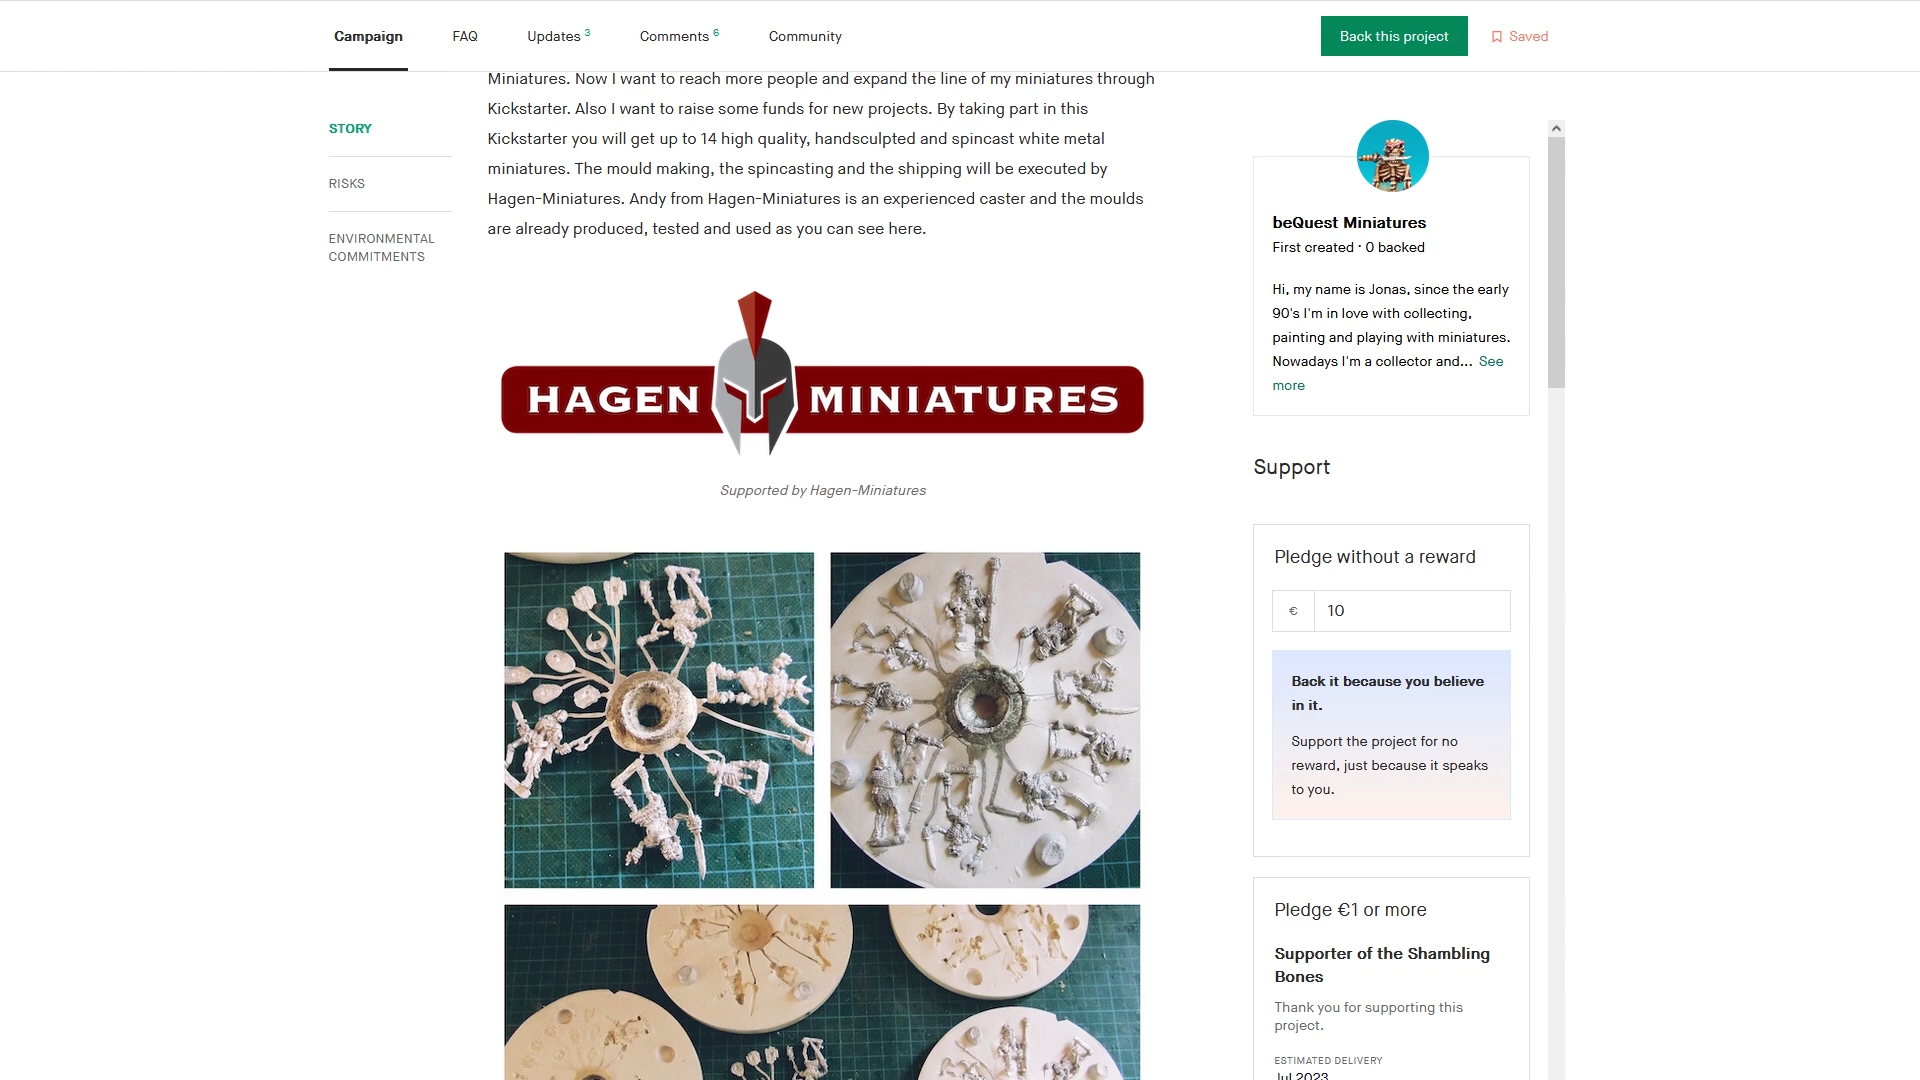 Campaign
FAQ
Updates 3
Comments 6
Community
Back this project
Saved
STORY
RISKS
ENVIRONMENTAL
COMMITMENTS
Miniatures. Now I want to reach more people and expand the line of my miniatures through
Kickstarter. Also I want to raise some funds for new projects. By taking part in this
Kickstarter you will get up to 14 high quality, handsculpted and spincast white metal
miniatures. The mould making, the spincasting and the shipping will be executed by
Hagen-Miniatures. Andy from Hagen-Miniatures is an experienced caster and the moulds
are already produced, tested and used as you can see here.
HAGEN MINIATURES
Supported by Hagen-Miniatures
beQuest Miniatures
First created · 0 backed
Hi, my name is Jonas, since the early
90's I'm in love with collecting,
painting and playing with miniatures.
Nowadays I'm a collector and... See
more
Support
Pledge without a reward
€ 10
Back it because you believe
in it.
Support the project for no
reward, just because it speaks
to you.
Pledge €1 or more
Supporter of the Shambling
Bones
Thank you for supporting this
project.
ESTIMATED DELIVERY
Jul 2023